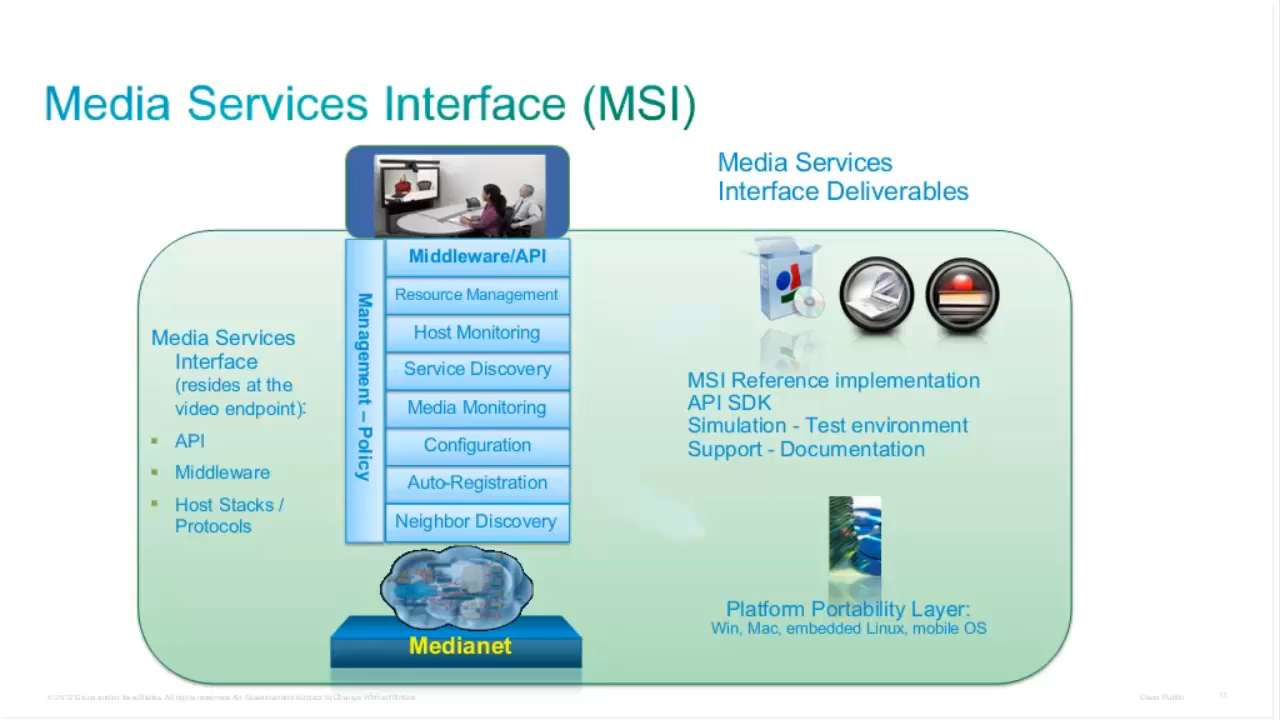 Media Services Interface (MSI)
Media Services
Interface Deliverables
Middleware/API
Resource Management
Host Monitoring
Service Discovery
Media Monitoring
Configuration
Auto-Registration
Neighbor Discovery
Management – Policy
Media Services
Interface
(resides at the
video endpoint):
▪ API
▪ Middleware
▪ Host Stacks /
Protocols
MSI Reference implementation
API SDK
Simulation - Test environment
Support - Documentation
Platform Portability Layer:
Win, Mac, embedded Linux, mobile OS
Medianet
Cisco Public